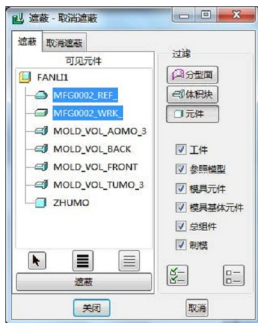 遮蔽 - 取消遮蔽
遮蔽 取消遮蔽
可见元件
FANLI1
MFG0002_REF_
MFG0002_WRK_
MOLD_VOL_AOMO_3
MOLD_VOL_BACK
MOLD_VOL_FRONT
MOLD_VOL_TUMO_3
ZHUMO
遮蔽
过滤
分型面
体积块
元件
工件
参照模型
模具元件
模具基体元件
总组件
制模
关闭 取消